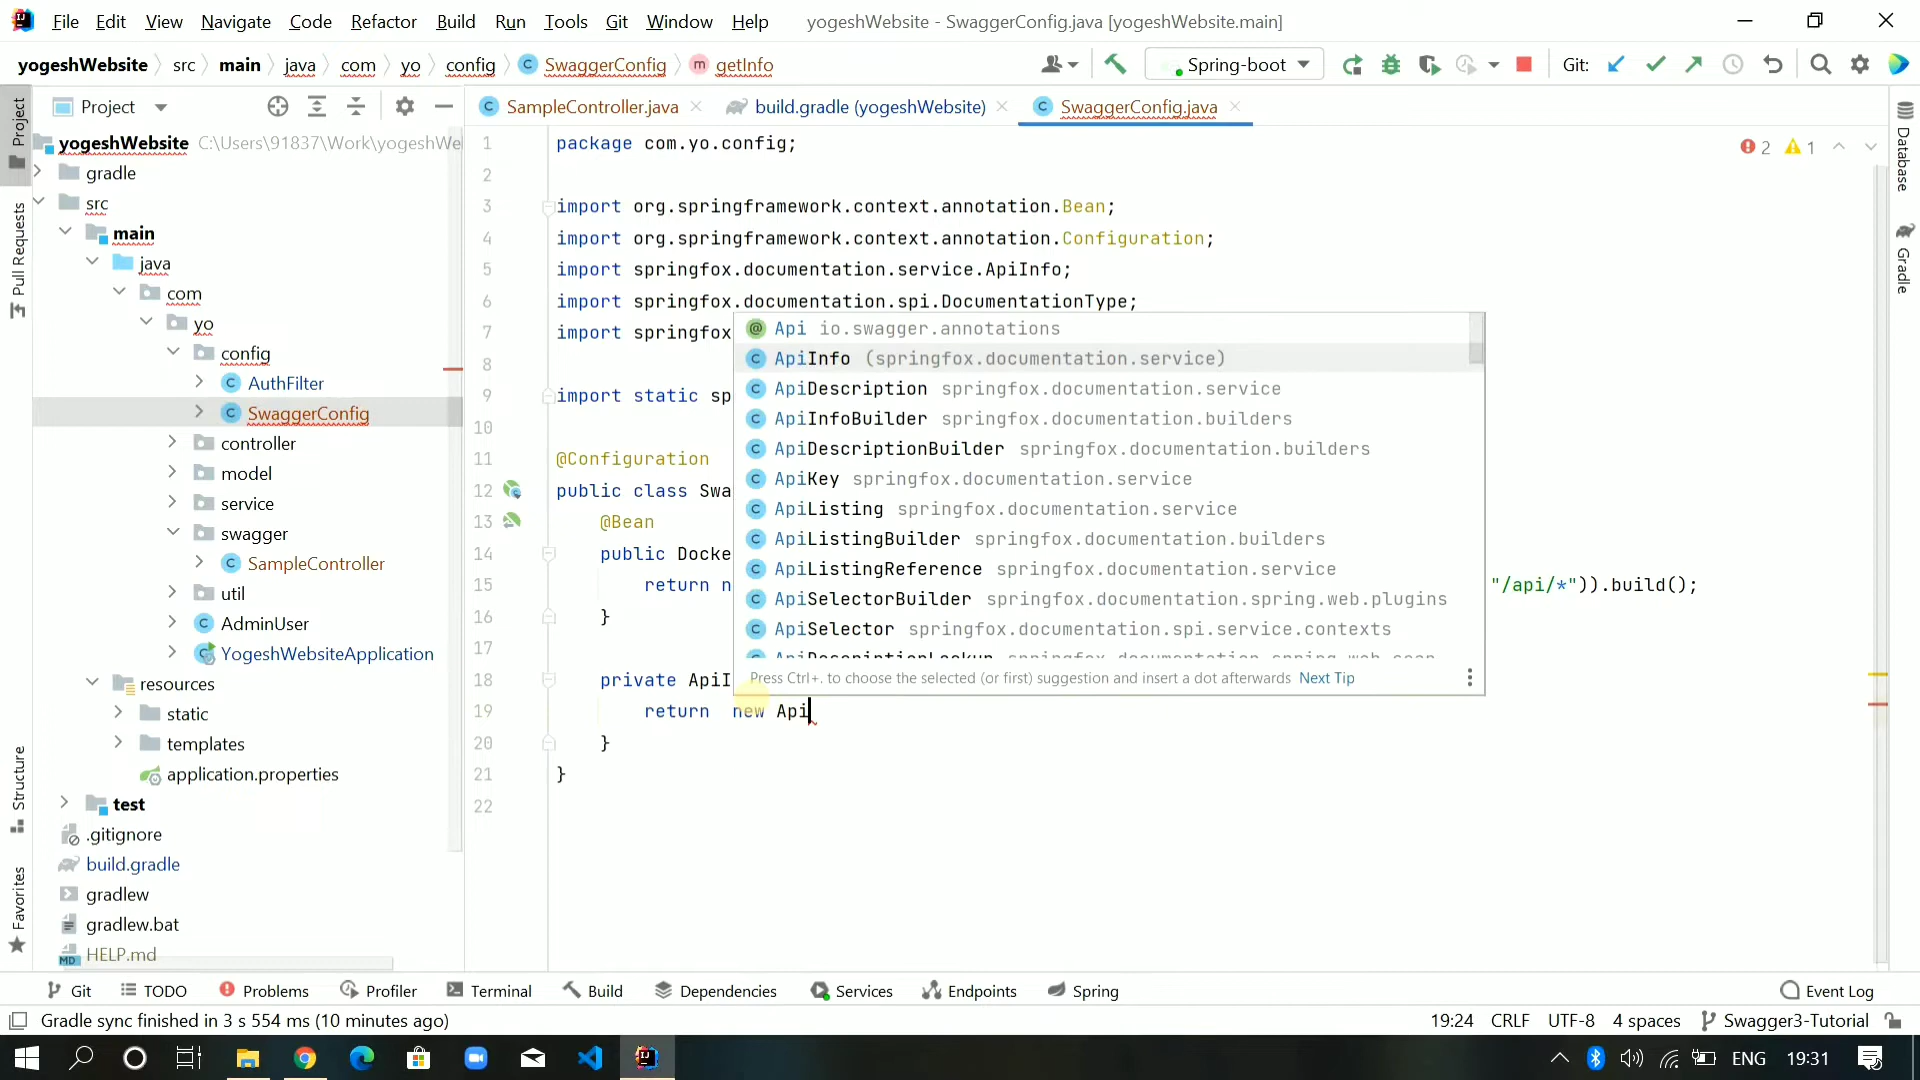 File Edit View Navigate Code Refactor Build Run Tools Git Window Help yogeshWebsite - SwaggerConfig.java [yogeshWebsite.main]
yogeshWebsite src main java com yo config SwaggerConfig getInfo Spring-boot Git:
Project SampleController.java build.gradle (yogeshWebsite) SwaggerConfig.java
yogeshWebsite C:\Users\91837\Work\yogeshWe
gradle
src
main
java
com
yo
config
AuthFilter
SwaggerConfig
controller
model
service
swagger
SampleController
util
AdminUser
YogeshWebsiteApplication
resources
static
templates
application.properties
test
.gitignore
build.gradle
gradlew
gradlew.bat
HELP.md
Project
Pull Requests
Structure
Favorites
1 package com.yo.config;
2
3 import org.springframework.context.annotation.Bean;
4 import org.springframework.context.annotation.Configuration;
5 import springfox.documentation.service.ApiInfo;
6 import springfox.documentation.spi.DocumentationType;
7 import springfox
8
9 import static sp
10
11 @Configuration
12 public class Swa
13 @Bean
14 public Docke
15 return n "/api/*")).build();
16 }
17
18 private ApiI
19 return new Api
20 }
21 }
22
Api io.swagger.annotations
ApiInfo (springfox.documentation.service)
ApiDescription springfox.documentation.service
ApiInfoBuilder springfox.documentation.builders
ApiDescriptionBuilder springfox.documentation.builders
ApiKey springfox.documentation.service
ApiListing springfox.documentation.service
ApiListingBuilder springfox.documentation.builders
ApiListingReference springfox.documentation.service
ApiSelectorBuilder springfox.documentation.spring.web.plugins
ApiSelector springfox.documentation.spi.service.contexts
Press Ctrl+. to choose the selected (or first) suggestion and insert a dot afterwards Next Tip
2 1
Database
Gradle
Git TODO Problems Profiler Terminal Build Dependencies Services Endpoints Spring Event Log
Gradle sync finished in 3 s 554 ms (10 minutes ago) 19:24 CRLF UTF-8 4 spaces Swagger3-Tutorial
ENG 19:31